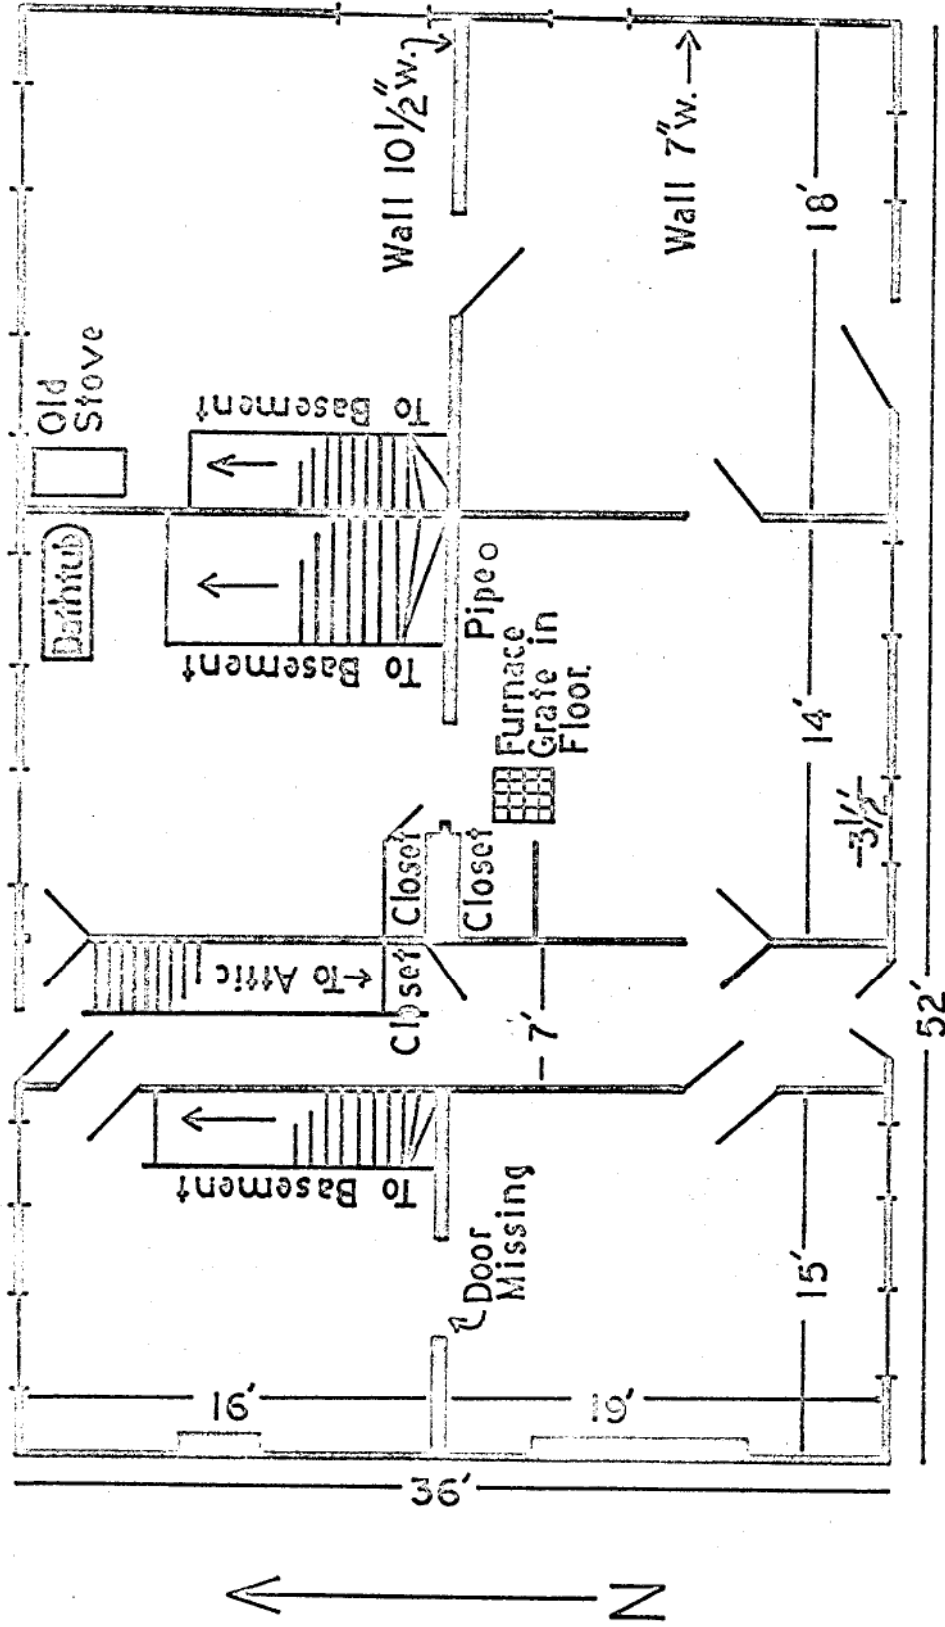 Wall 10½"w.
Wall 7"w.
18'
Old
Stove
To Basement
Bathtub
To Basement
Pipe
Furnace
Grate in
Floor.
14'
3½'
Closet
Closet
To Attic
Closet
7'
52'
To Basement
Door
Missing
15'
16'
19'
36'
N